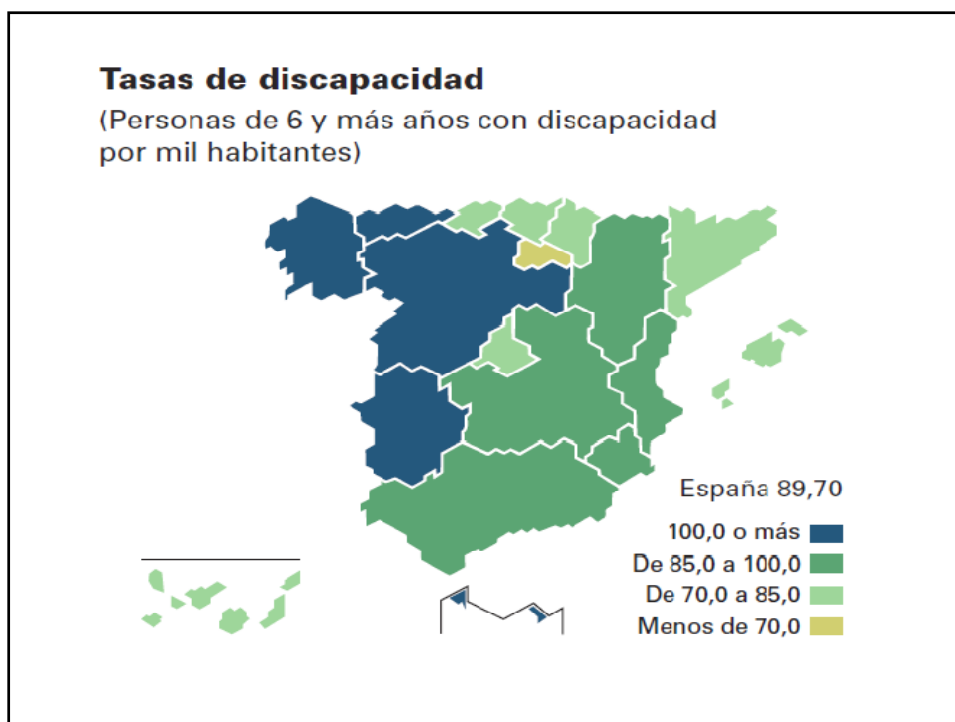 Tasas de discapacidad
(Personas de 6 y más años con discapacidad
por mil habitantes)
España 89,70
100,0 o más
De 85,0 a 100,0
De 70,0 a 85,0
Menos de 70,0